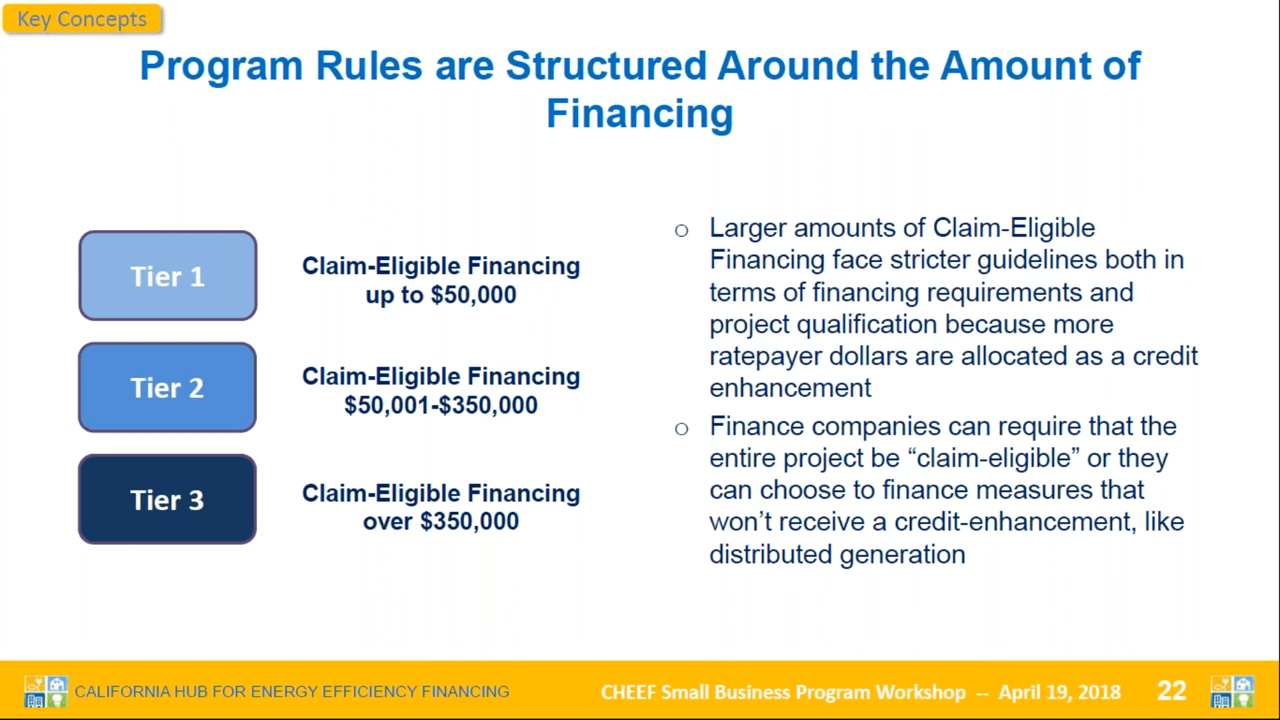 Key Concepts
Program Rules are Structured Around the Amount of
Financing
Tier 1
Claim-Eligible Financing
up to $50,000
Tier 2
Claim-Eligible Financing
$50,001-$350,000
Tier 3
Claim-Eligible Financing
over $350,000
o Larger amounts of Claim-Eligible
Financing face stricter guidelines both in
terms of financing requirements and
project qualification because more
ratepayer dollars are allocated as a credit
enhancement
o Finance companies can require that the
entire project be “claim-eligible” or they
can choose to finance measures that
won’t receive a credit-enhancement, like
distributed generation
CALIFORNIA HUB FOR ENERGY EFFICIENCY FINANCING
CHEEF Small Business Program Workshop -- April 19, 2018
22